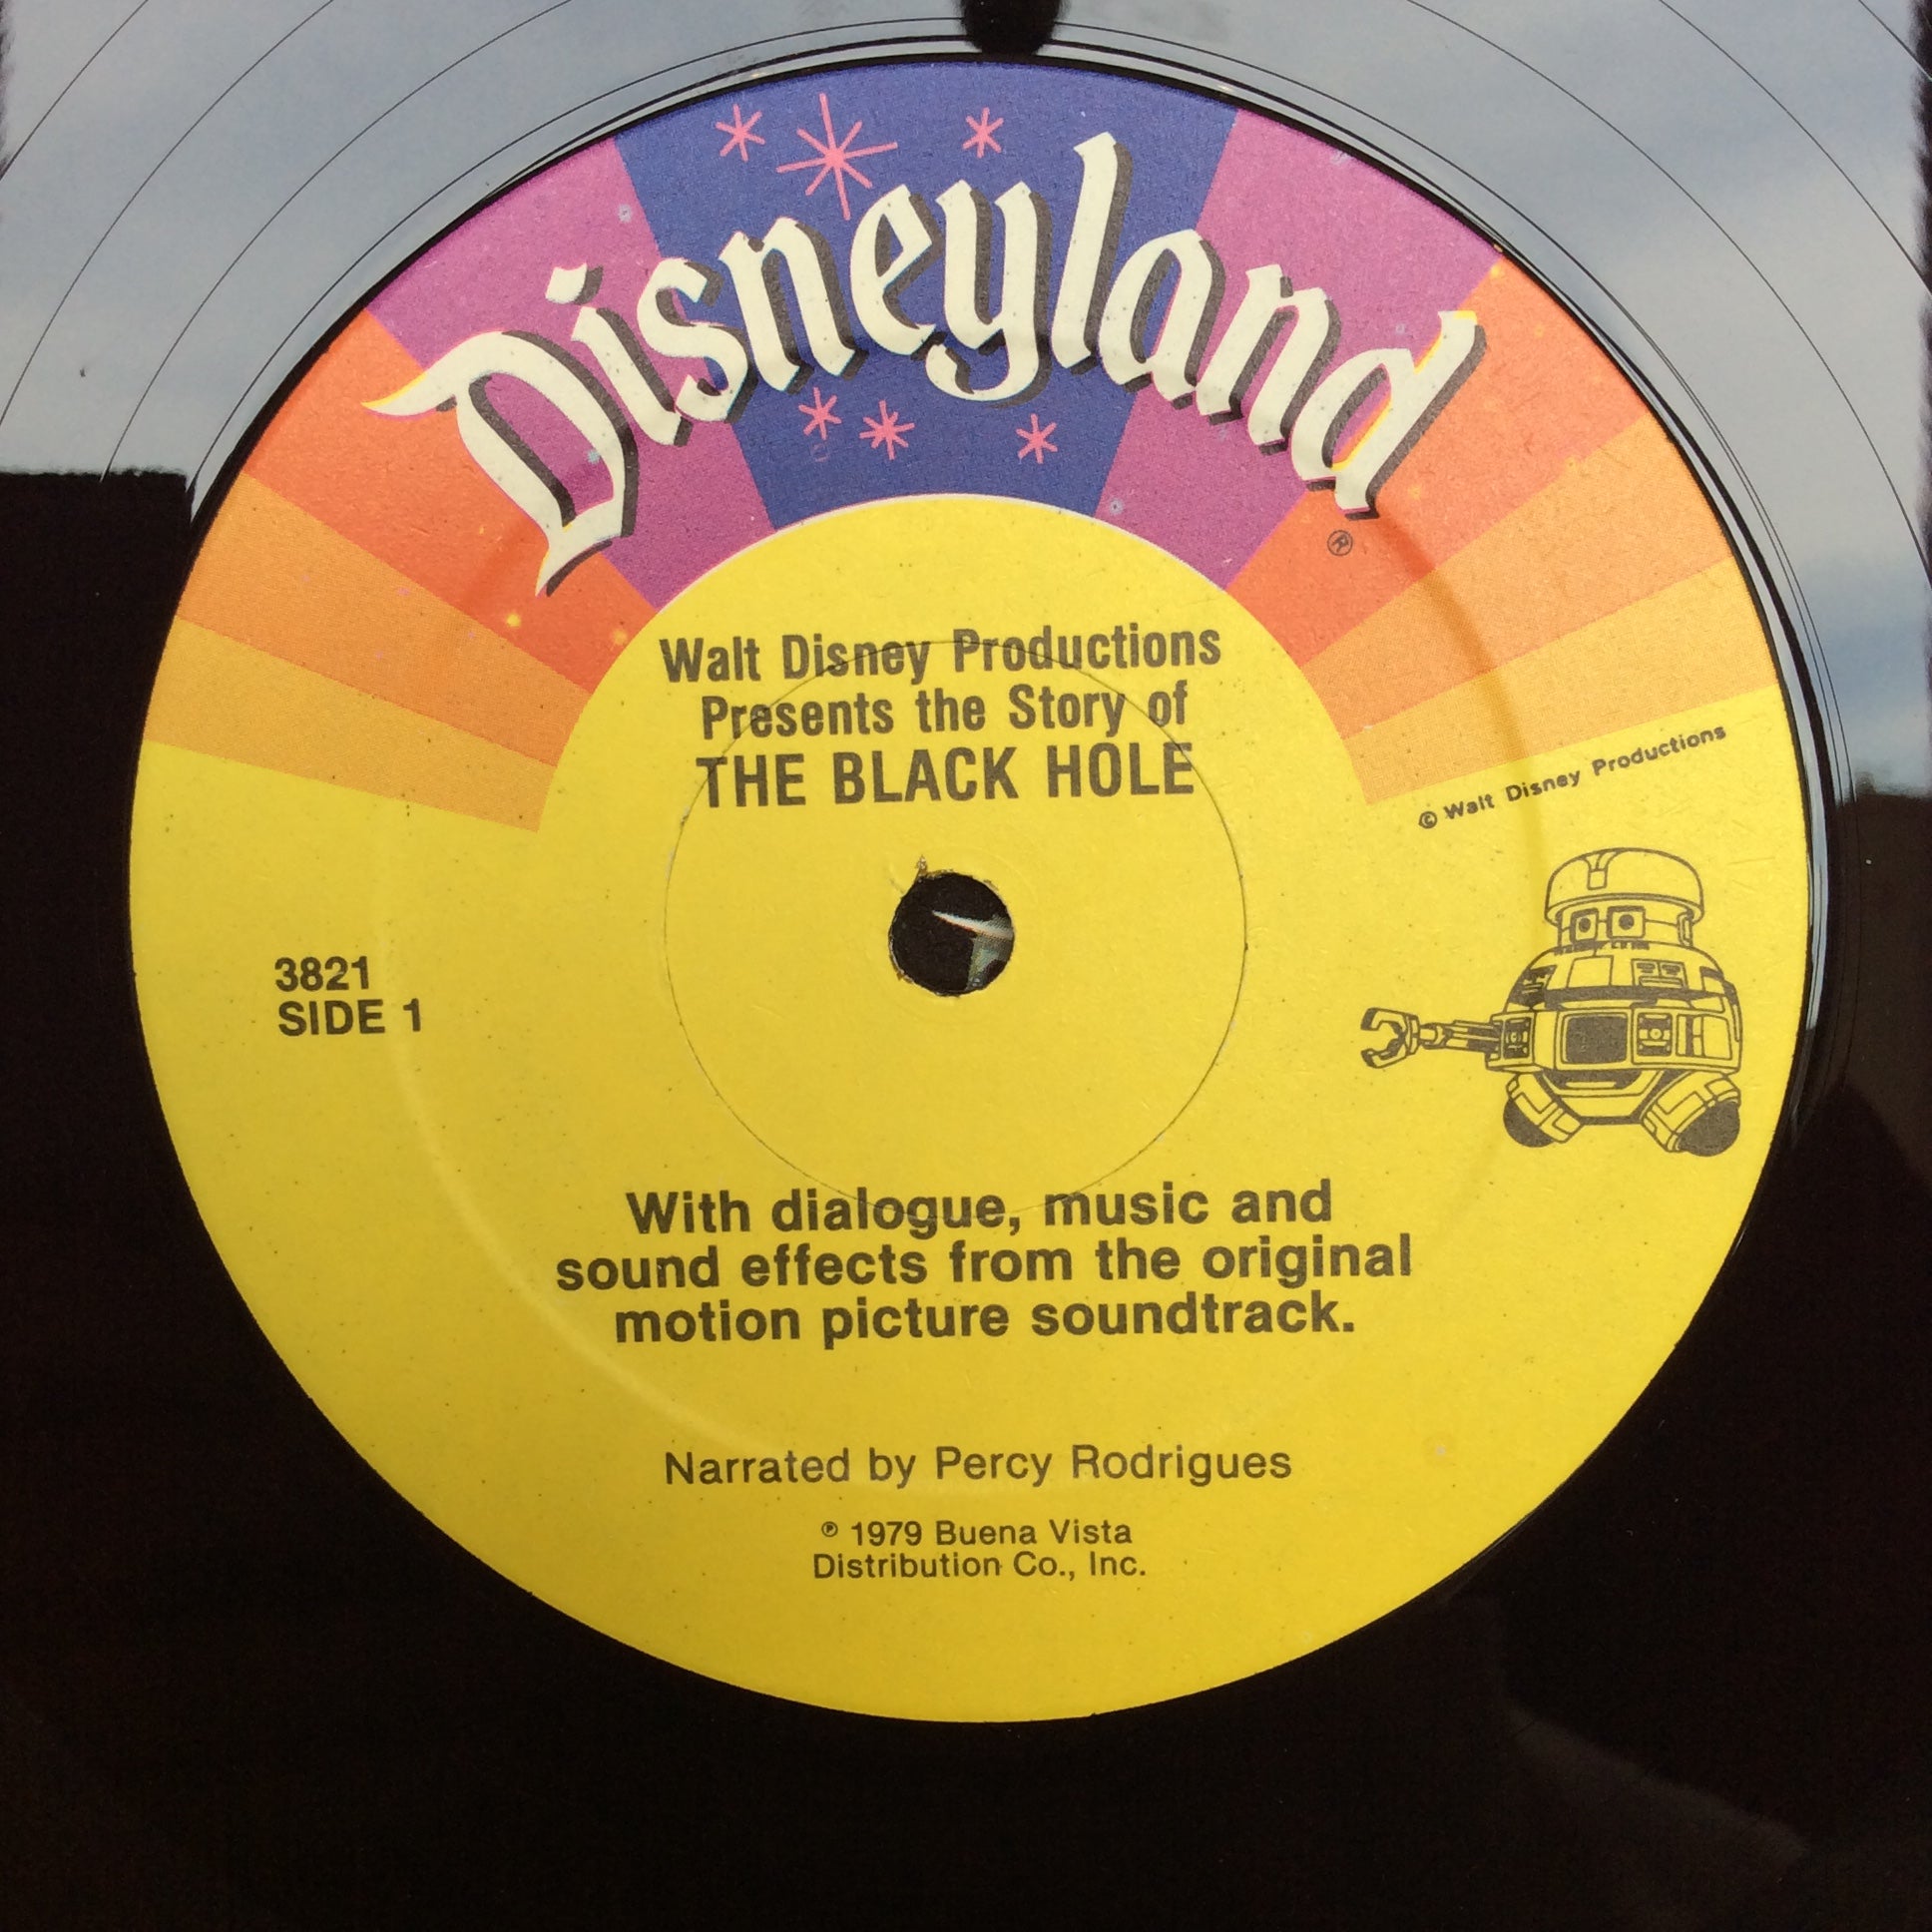 Disneyland
®
Walt Disney Productions
Presents the Story of
THE BLACK HOLE
© Walt Disney Productions
3821
SIDE 1
With dialogue, music and
sound effects from the original
motion picture soundtrack.
Narrated by Percy Rodrigues
℗ 1979 Buena Vista
Distribution Co., Inc.